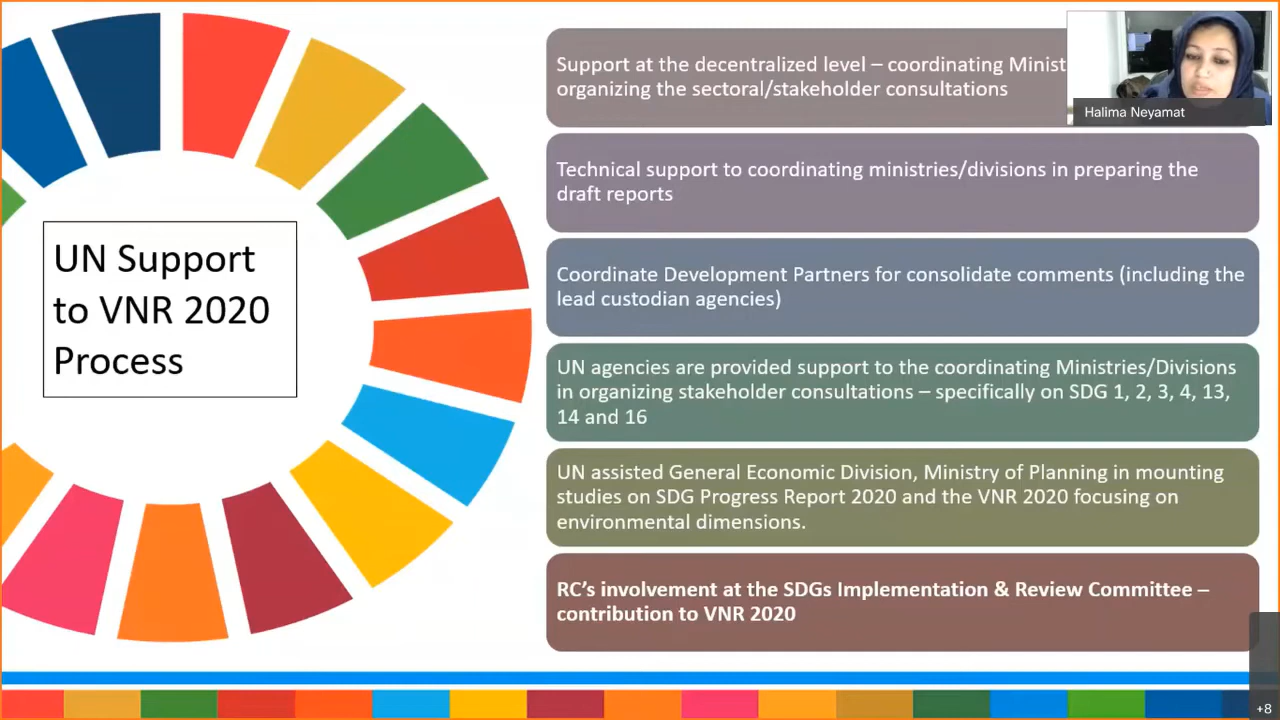 UN Support
to VNR 2020
Process
Support at the decentralized level – coordinating
organizing the sectoral/stakeholder consultations
Halima Neyamat
Technical support to coordinating ministries/divisions in preparing the
draft reports
Coordinate Development Partners for consolidate comments (including the
lead custodian agencies)
UN agencies are provided support to the coordinating Ministries/Divisions
in organizing stakeholder consultations – specifically on SDG 1, 2, 3, 4, 13,
14 and 16
UN assisted General Economic Division, Ministry of Planning in mounting
studies on SDG Progress Report 2020 and the VNR 2020 focusing on
environmental dimensions.
RC’s involvement at the SDGs Implementation & Review Committee –
contribution to VNR 2020
+8